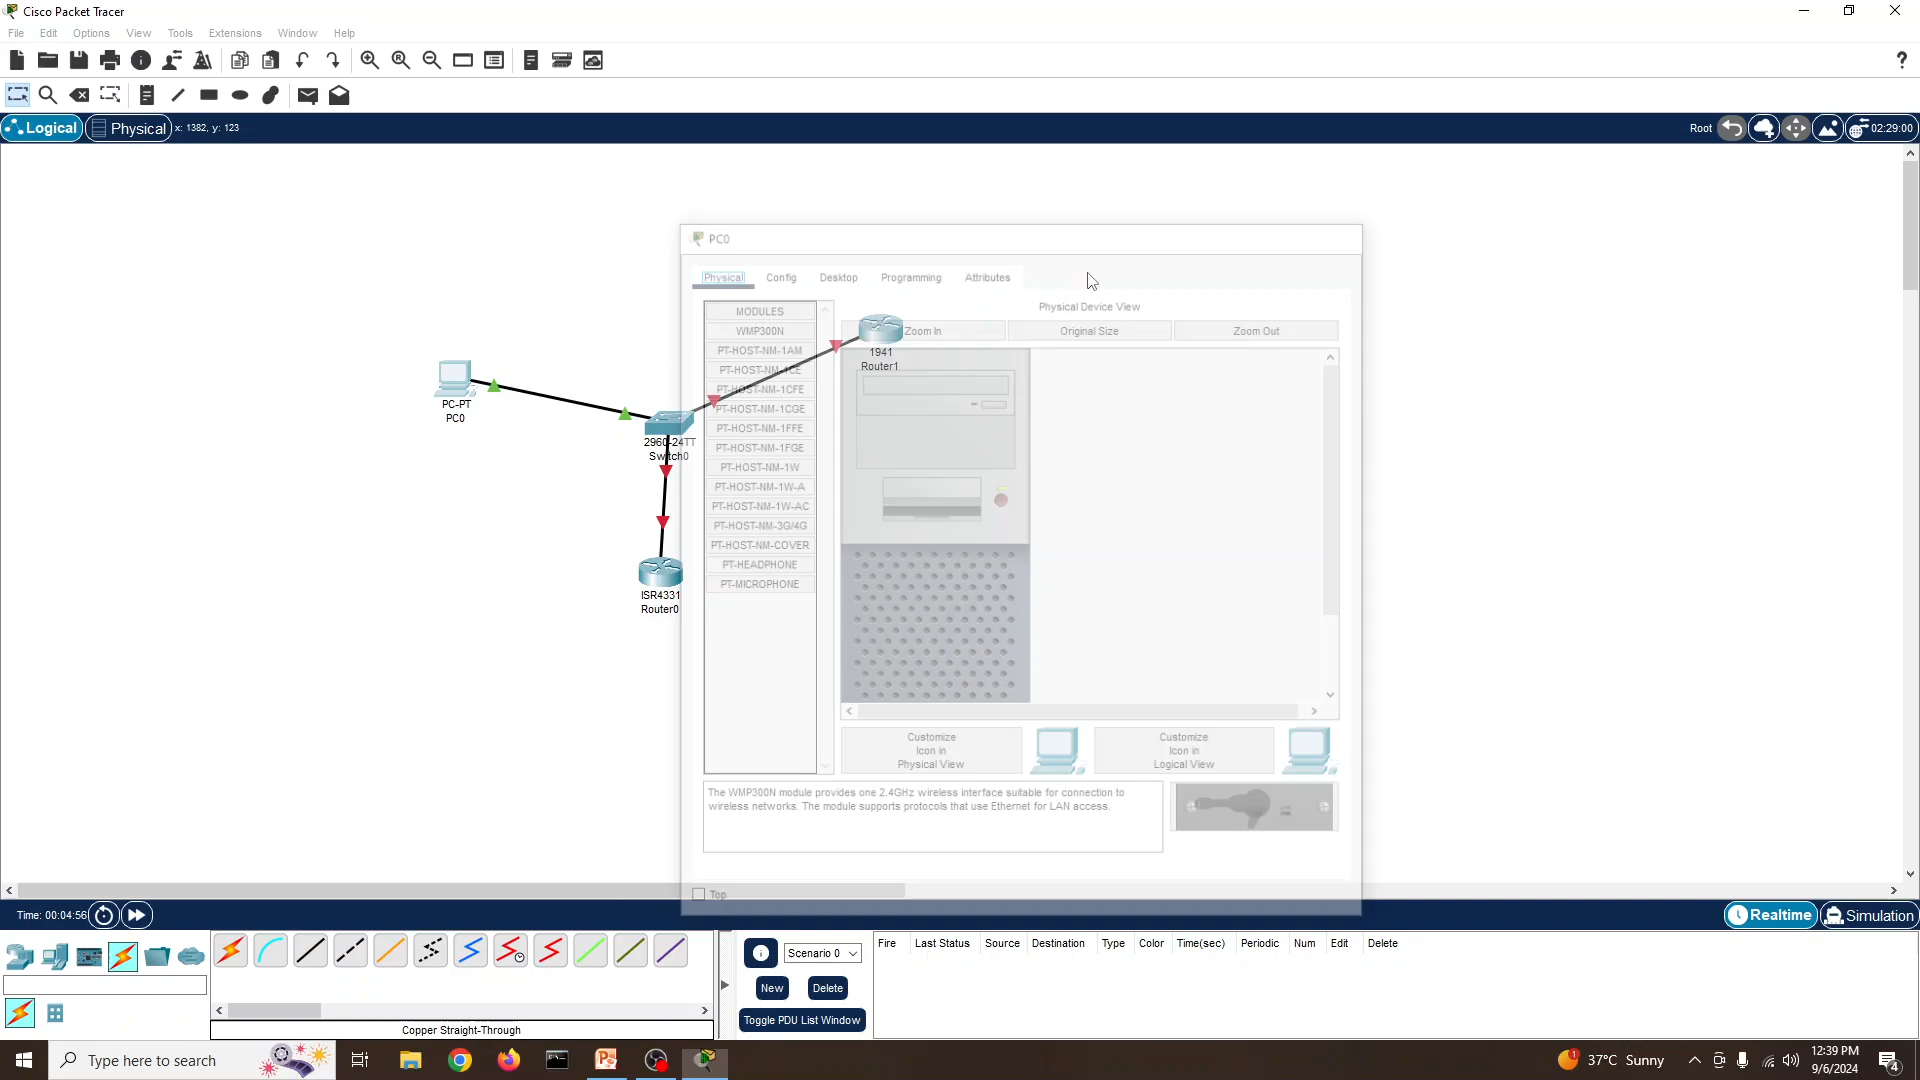 Cisco Packet Tracer
File Edit Options View Tools Extensions Window Help
?
Logical Physical x: 1382, y: 123 Root 02:29:00
PC0
Physical Config Desktop Programming Attributes
Physical Device View
MODULES
Zoom In Original Size Zoom Out
WMP300N
PT-HOST-NM-1AM
PT-HOST-NM-1CE
PT-HOST-NM-1CFE
PT-HOST-NM-1CGE
PT-HOST-NM-1FFE
PT-HOST-NM-1FGE
PT-HOST-NM-1W
PT-HOST-NM-1W-A
PT-HOST-NM-1W-AC
PT-HOST-NM-3G/4G
PT-HOST-NM-COVER
PT-HEADPHONE
PT-MICROPHONE
1941
Router1
PC-PT
PC0
2960-24TT
Switch0
ISR4331
Router0
Customize
Icon in
Physical View
Customize
Icon in
Logical View
The WMP300N module provides one 2.4GHz wireless interface suitable for connection to
wireless networks. The module supports protocols that use Ethernet for LAN access.
Top
Time: 00:04:56 Realtime Simulation
Scenario 0
New Delete
Toggle PDU List Window
Fire Last Status Source Destination Type Color Time(sec) Periodic Num Edit Delete
Copper Straight-Through
Type here to search
1 37°C Sunny
12:39 PM
9/6/2024
4